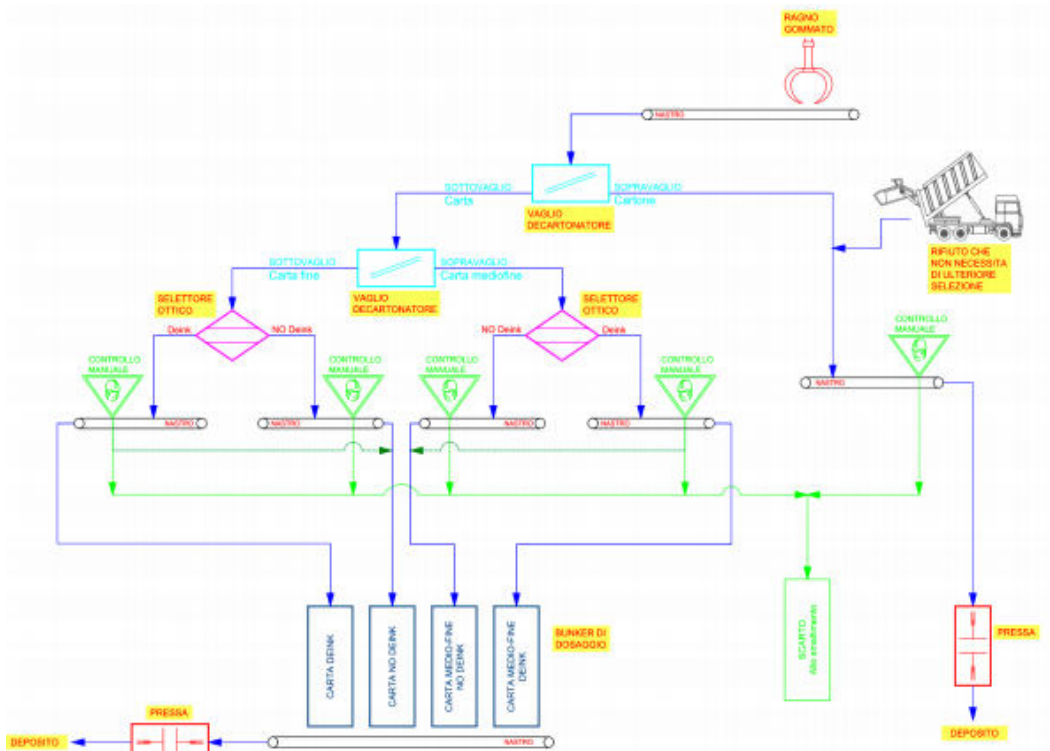 RAGNO
GOMMATO
NASTRO
SOTTOVAGLIO
Carta
SOPRAVAGLIO
Cartone
VAGLIO
DECARTONATORE
RIFIUTO CHE
NON NECESSITA
DI ULTERIORE
SELEZIONE
SOTTOVAGLIO
Carta fine
SOPRAVAGLIO
Carta mediofine
VAGLIO
DECARTONATORE
SELETTORE
OTTICO
SELETTORE
OTTICO
Deink
NO Deink
NO Deink
Deink
CONTROLLO
MANUALE
CONTROLLO
MANUALE
CONTROLLO
MANUALE
CONTROLLO
MANUALE
CONTROLLO
MANUALE
NASTRO
NASTRO
NASTRO
NASTRO
NASTRO
CARTA DEINK
CARTA NO DEINK
CARTA MEDIO-FINE
NO DEINK
CARTA MEDIO-FINE
DEINK
BUNKER DI
DOSAGGIO
SCARTO
Allo smaltimento
PRESSA
DEPOSITO
PRESSA
DEPOSITO
NASTRO